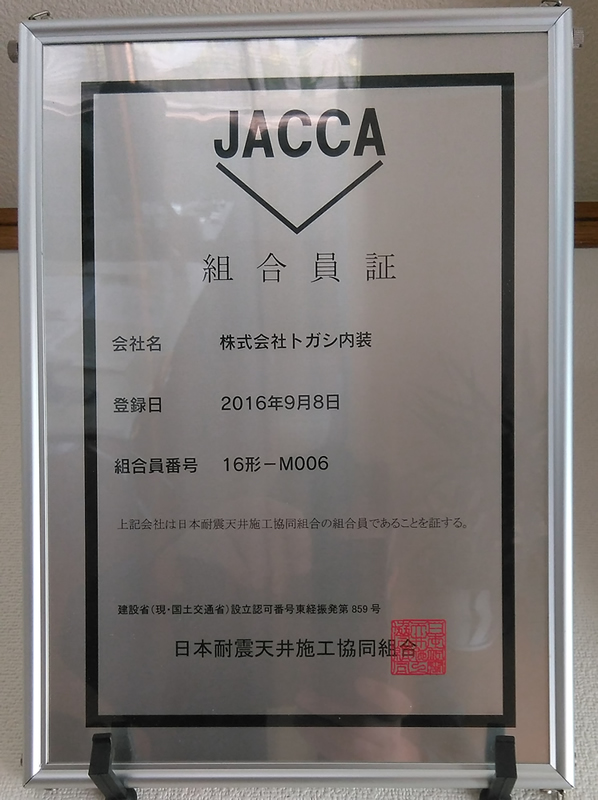 JACCA
組合員証
会社名 株式会社トガシ内装
登録日 2016年9月8日
組合員番号 16形－M006
上記会社は日本耐震天井施工協同組合の組合員であることを証する。
建設省（現・国土交通省）設立認可番号東経振発第859号
日本耐震天井施工協同組合